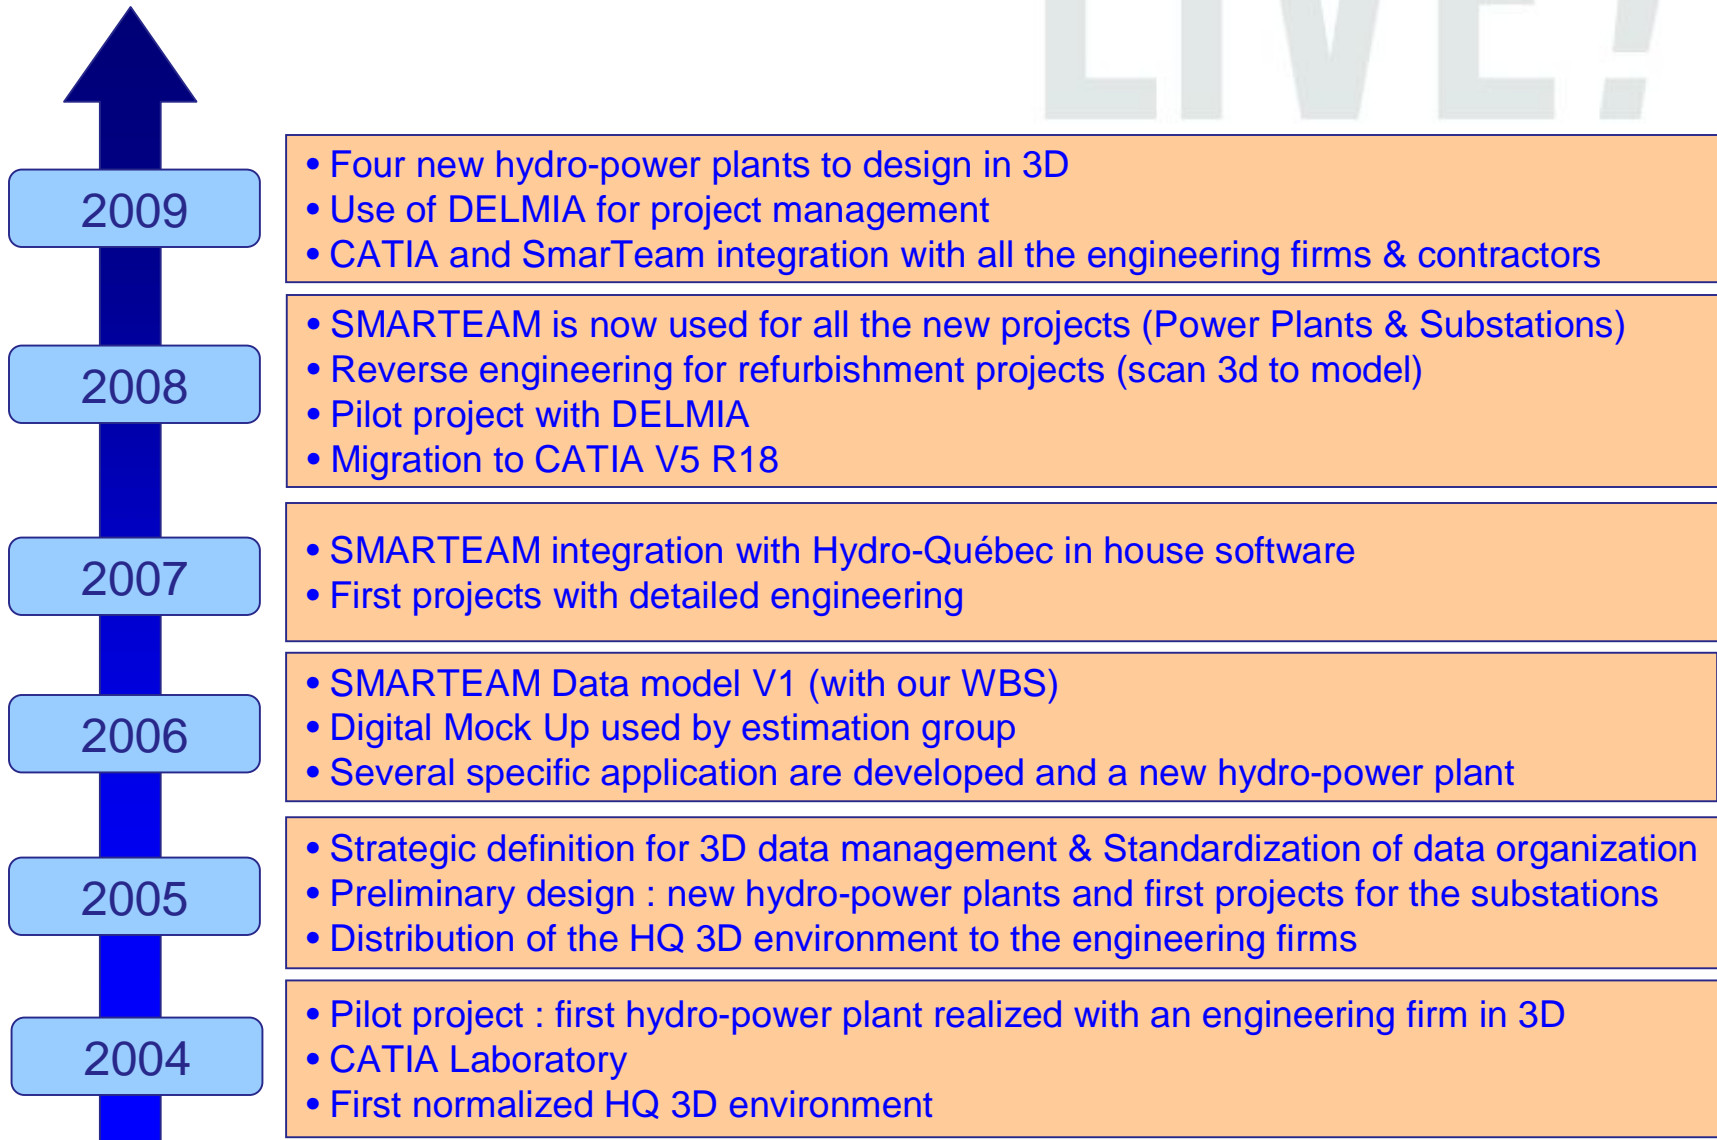 LIVE!
2009
• Four new hydro-power plants to design in 3D
• Use of DELMIA for project management
• CATIA and SmarTeam integration with all the engineering firms & contractors
2008
• SMARTEAM is now used for all the new projects (Power Plants & Substations)
• Reverse engineering for refurbishment projects (scan 3d to model)
• Pilot project with DELMIA
• Migration to CATIA V5 R18
2007
• SMARTEAM integration with Hydro-Québec in house software
• First projects with detailed engineering
2006
• SMARTEAM Data model V1 (with our WBS)
• Digital Mock Up used by estimation group
• Several specific application are developed and a new hydro-power plant
2005
• Strategic definition for 3D data management & Standardization of data organization
• Preliminary design : new hydro-power plants and first projects for the substations
• Distribution of the HQ 3D environment to the engineering firms
2004
• Pilot project : first hydro-power plant realized with an engineering firm in 3D
• CATIA Laboratory
• First normalized HQ 3D environment